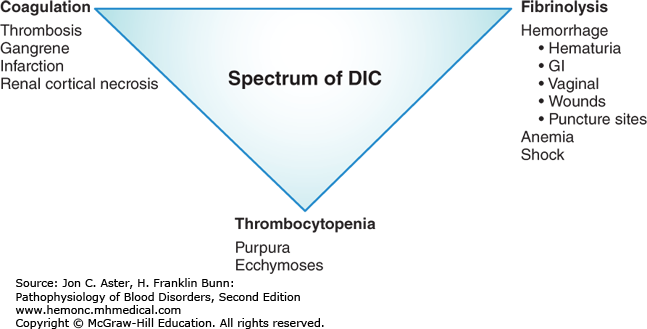 Coagulation
Thrombosis
Gangrene
Infarction
Renal cortical necrosis
Spectrum of DIC
Fibrinolysis
Hemorrhage
• Hematuria
• GI
• Vaginal
• Wounds
• Puncture sites
Anemia
Shock
Thrombocytopenia
Purpura
Ecchymoses
Source: Jon C. Aster, H. Franklin Bunn:
Pathophysiology of Blood Disorders, Second Edition
www.hemonc.mhmedical.com
Copyright © McGraw-Hill Education. All rights reserved.